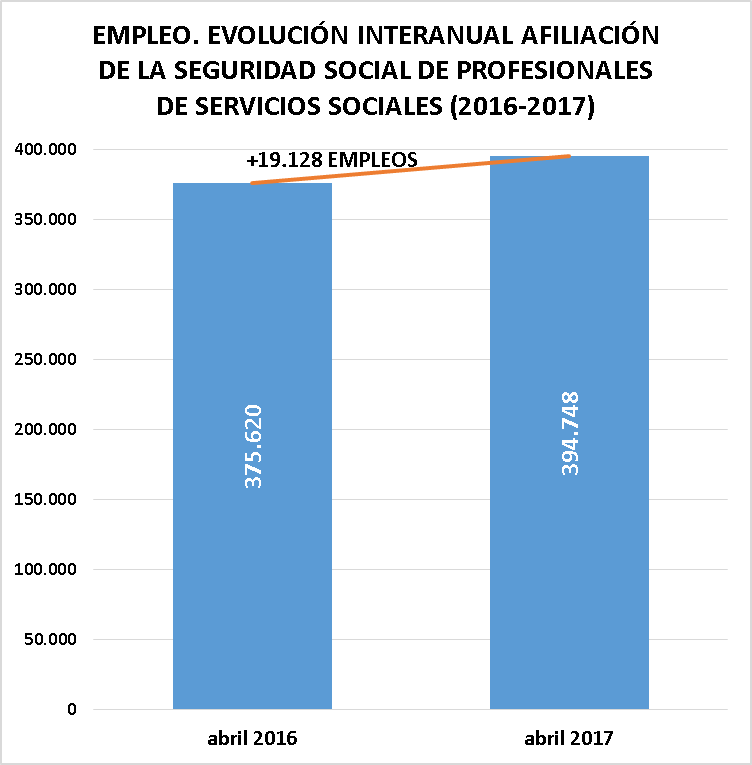 EMPLEO. EVOLUCIÓN INTERANUAL AFILIACIÓN
DE LA SEGURIDAD SOCIAL DE PROFESIONALES
DE SERVICIOS SOCIALES (2016-2017)
400.000
+19.128 EMPLEOS
350.000
300.000
250.000
200.000
150.000
100.000
50.000
0
375.620
394.748
abril 2016
abril 2017